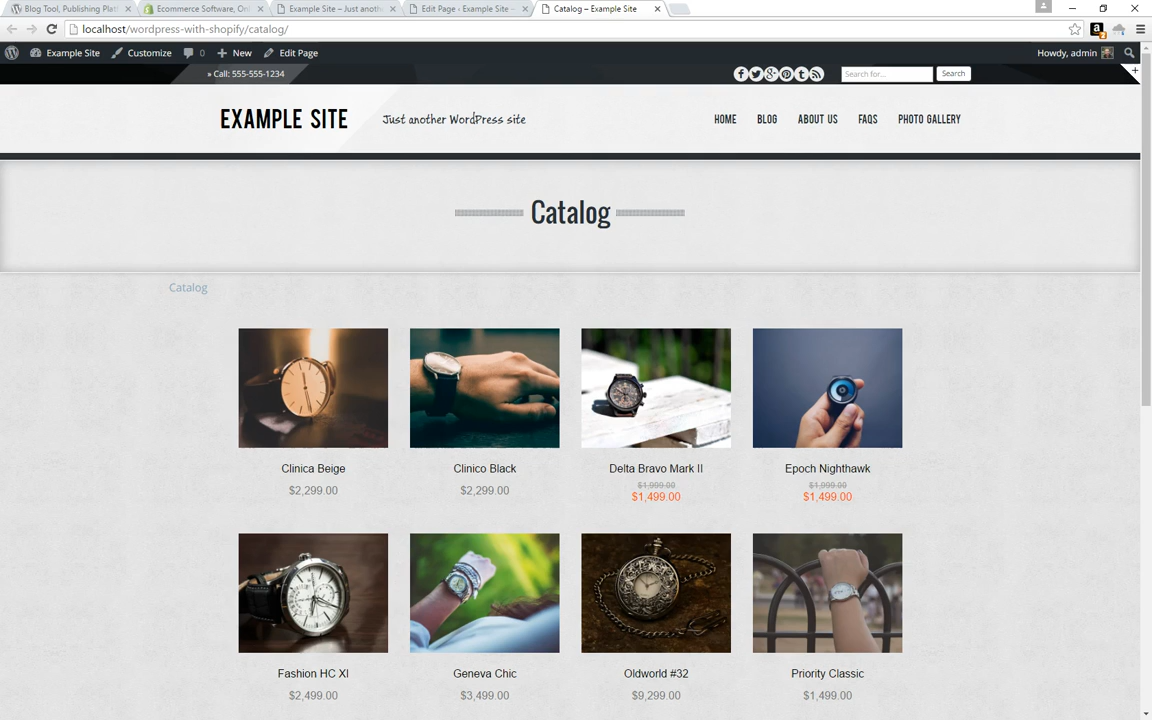 Blog Tool, Publishing Plat
Ecommerce Software, On
Example Site – Just anoth
Edit Page ‹ Example Site –
Catalog – Example Site
localhost/wordpress-with-shopify/catalog/
Example Site
Customize
0
New
Edit Page
Howdy, admin
» Call: 555-555-1234
Search for...
Search
EXAMPLE SITE
Just another WordPress site
HOME
BLOG
ABOUT US
FAQS
PHOTO GALLERY
Catalog
Catalog
Clinica Beige
Clinico Black
Delta Bravo Mark II
Epoch Nighthawk
$2,299.00
$2,299.00
$1,999.00
$1,499.00
$1,999.00
$1,499.00
Fashion HC XI
Geneva Chic
Oldworld #32
Priority Classic
$2,499.00
$3,499.00
$9,299.00
$1,499.00